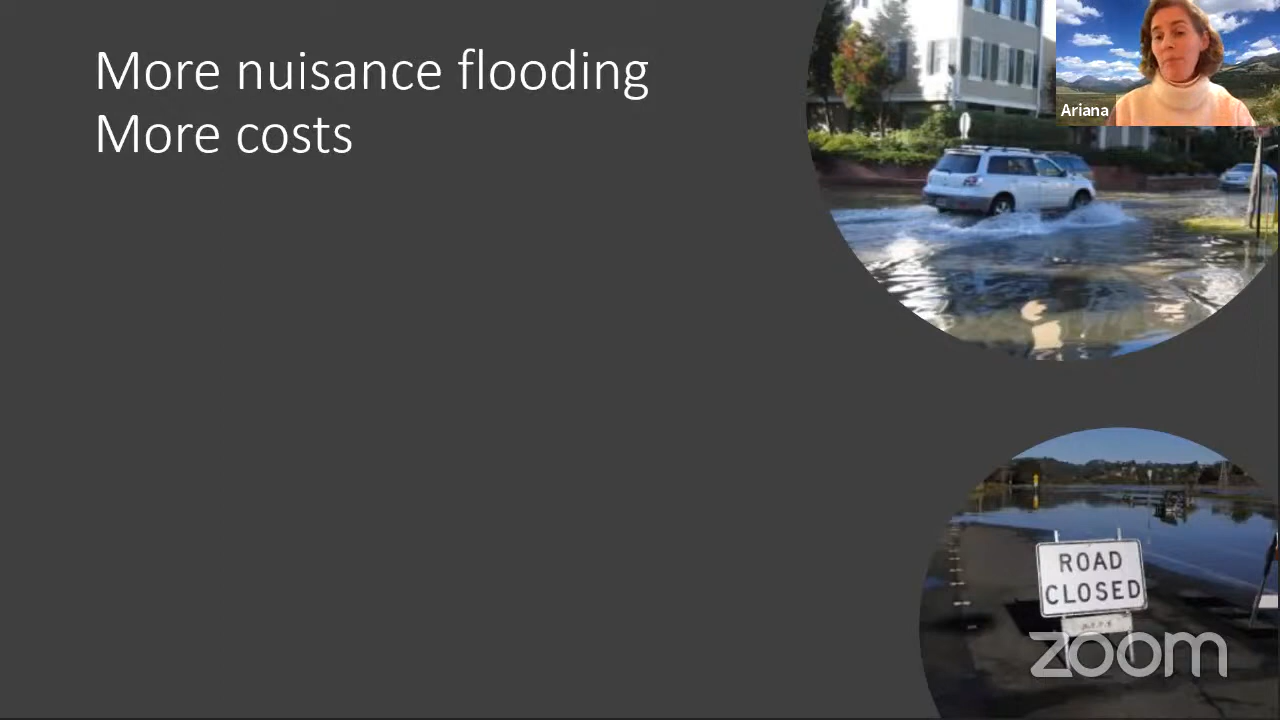 More nuisance flooding
More costs
Ariana
ROAD
CLOSED
zoom